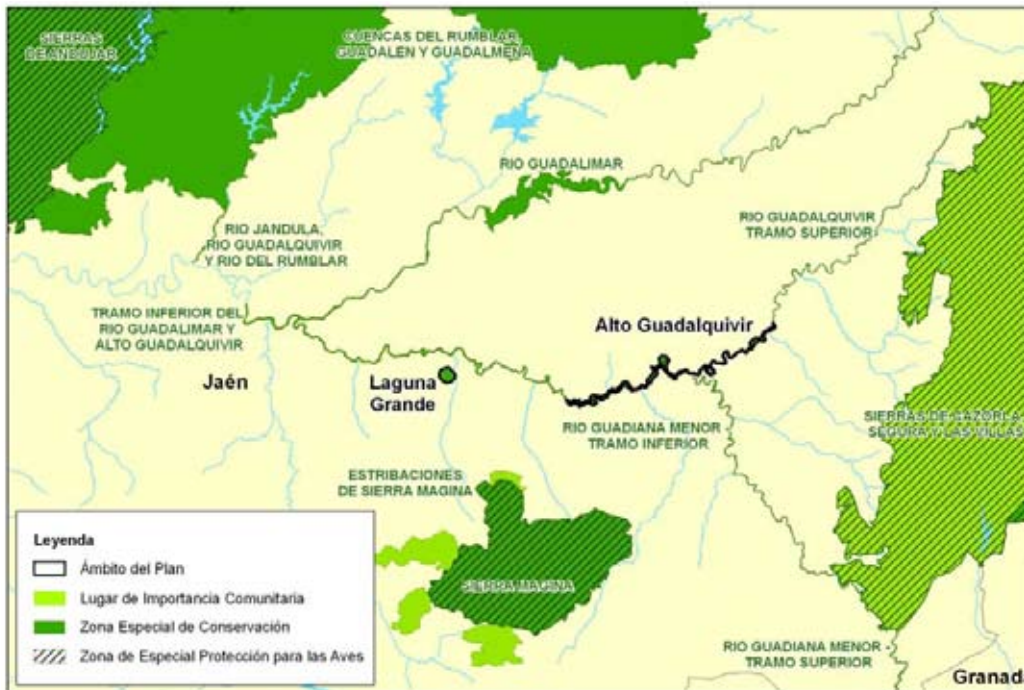 SIERRAS
DE ANDUJAR
CUENCAS DEL RUMBLAR,
GUADALEN Y GUADALMENA
RIO GUADALIMAR
RIO GUADALQUIVIR
TRAMO SUPERIOR
RIO JANDULA,
RIO GUADALQUIVIR
Y RIO DEL RUMBLAR
TRAMO INFERIOR DEL
RIO GUADALIMAR Y
ALTO GUADALQUIVIR
Alto Guadalquivir
Jaén
Laguna
Grande
RIO GUADIANA MENOR
TRAMO INFERIOR
SIERRAS DE CAZORLA,
SEGURA Y LAS VILLAS
ESTRIBACIONES
DE SIERRA MAGINA
SIERRA MAGINA
RIO GUADIANA MENOR -
TRAMO SUPERIOR
Granad
Leyenda
Ámbito del Plan
Lugar de Importancia Comunitaria
Zona Especial de Conservación
Zona de Especial Protección para las Aves